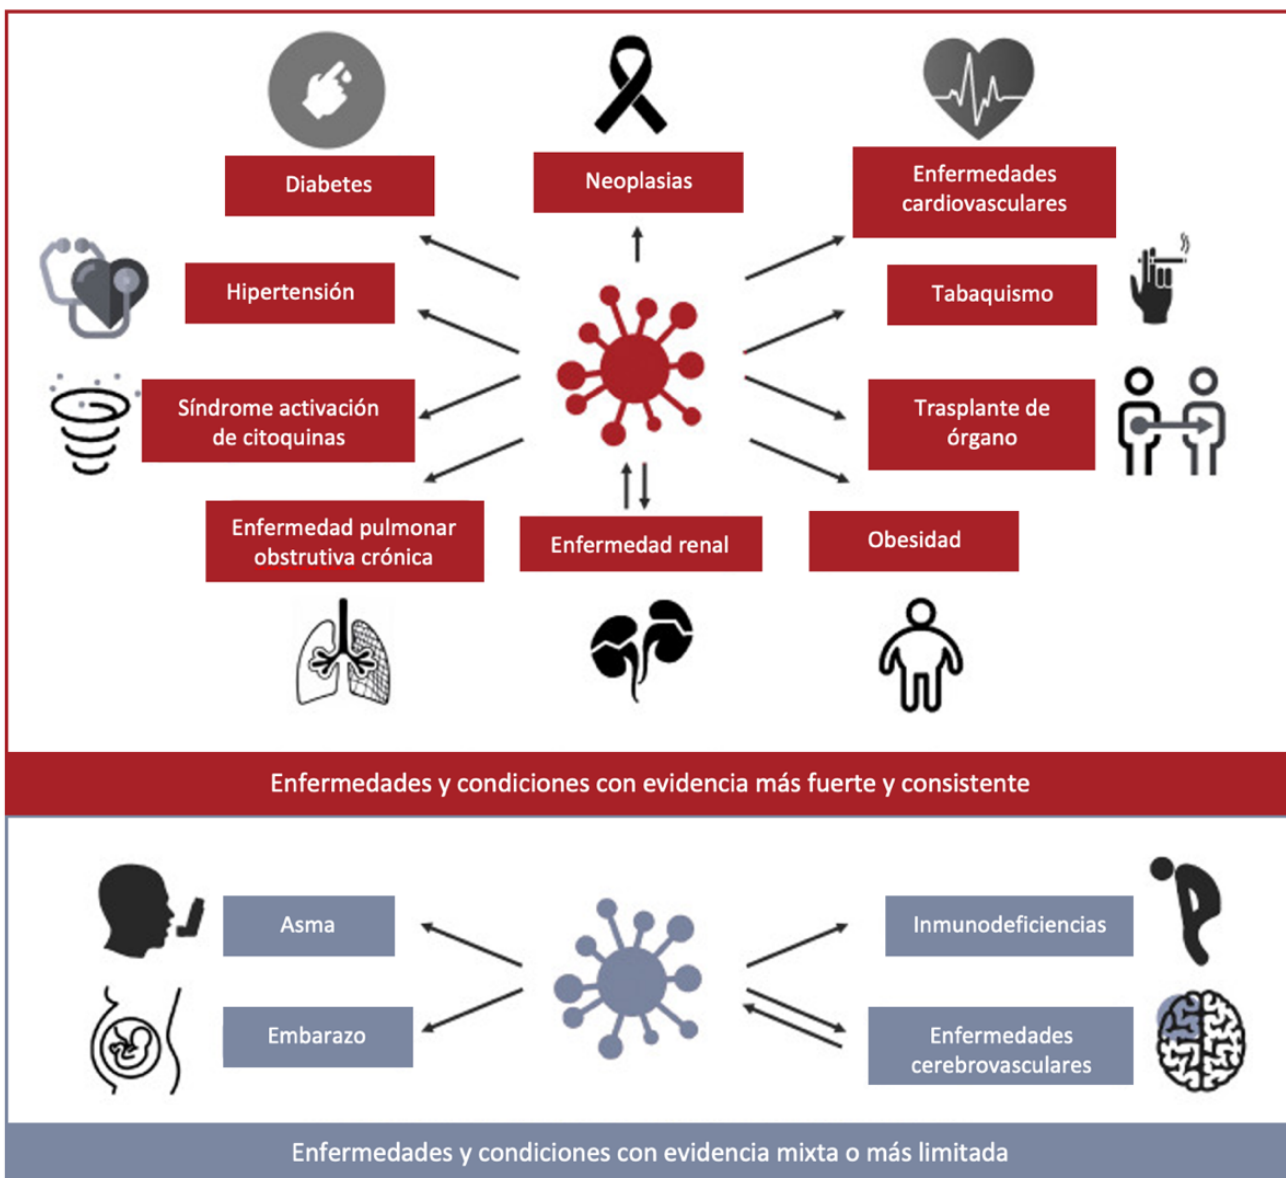 Diabetes
Neoplasias
Enfermedades
cardiovasculares
Hipertensión
Tabaquismo
Síndrome activación
de citoquinas
Trasplante de
órgano
Enfermedad pulmonar
obstrutiva crónica
Enfermedad renal
Obesidad
Enfermedades y condiciones con evidencia más fuerte y consistente
Asma
Inmunodeficiencias
Embarazo
Enfermedades
cerebrovasculares
Enfermedades y condiciones con evidencia mixta o más limitada